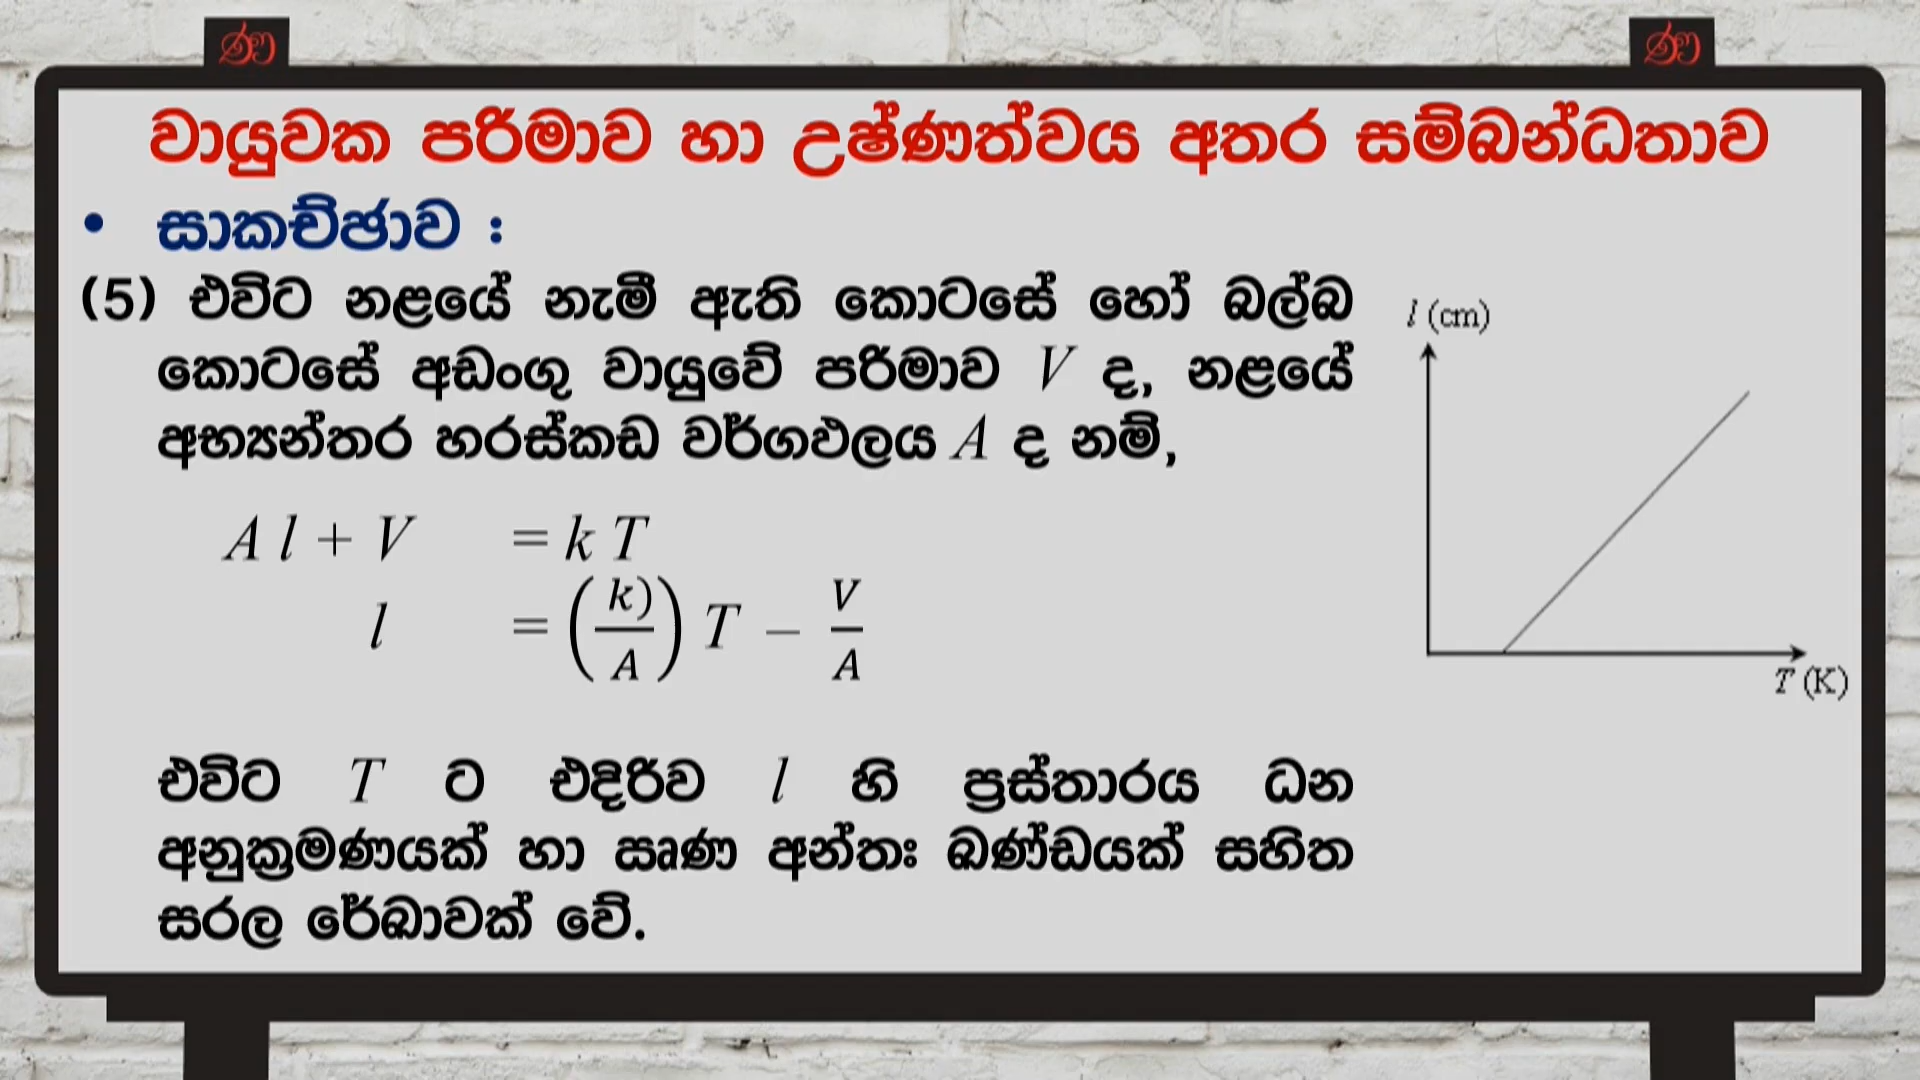 ණ ණ
වායුවක පරිමාව හා උෂ්ණත්වය අතර සම්බන්ධතාව
• සාකච්ඡාව :
(5) එවිට නළයේ නැමී ඇති කොටසේ හෝ බල්බ
කොටසේ අඩංගු වායුවේ පරිමාව V ද, නළයේ
අභ්‍යන්තර හරස්කඩ වර්ගඵලය A ද නම්,
A l + V = k T
l = (k)/A) T − V/A
එවිට T ට එදිරිව l හි ප්‍රස්තාරය ධන
අනුක්‍රමණයක් හා ඍණ අන්තඃ ඛණ්ඩයක් සහිත
සරල රේඛාවක් වේ.
l (cm)
T (K)